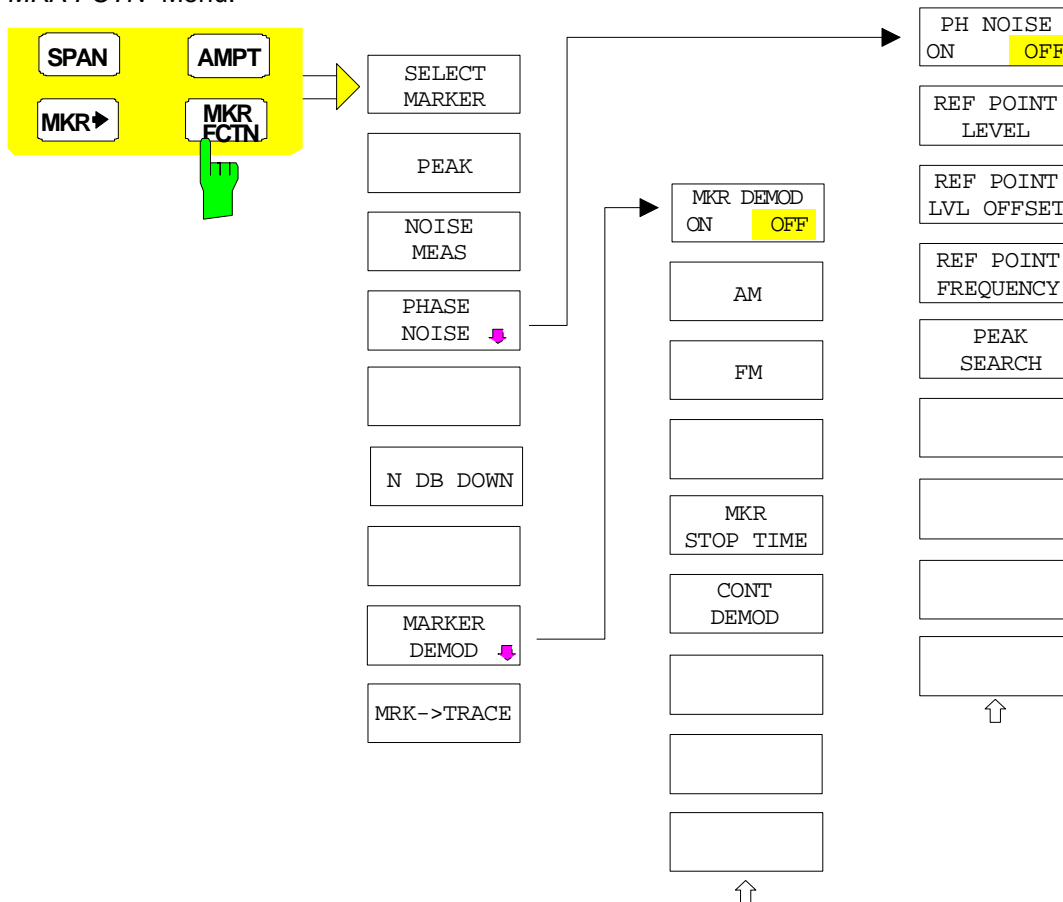 MKR FCTN Menu:
SPAN
AMPT
MKR
MKR
FCTN
SELECT
MARKER
PEAK
NOISE
MEAS
PHASE
NOISE
N DB DOWN
MARKER
DEMOD
MRK->TRACE
MKR DEMOD
ON OFF
AM
FM
MKR
STOP TIME
CONT
DEMOD
PH NOISE
ON OFF
REF POINT
LEVEL
REF POINT
LVL OFFSET
REF POINT
FREQUENCY
PEAK
SEARCH